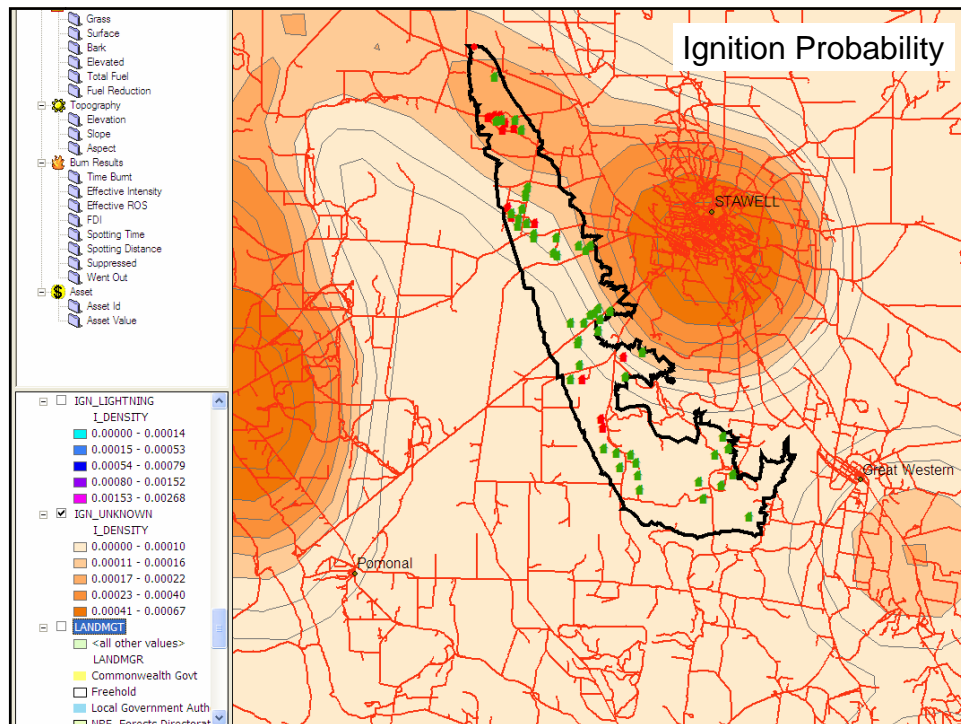 Ignition Probability
Grass
Surface
Bark
Elevated
Total Fuel
Fuel Reduction
Topography
Elevation
Slope
Aspect
Burn Results
Time Burnt
Effective Intensity
Effective ROS
FDI
Spotting Time
Spotting Distance
Suppressed
Went Out
Asset
Asset Id
Asset Value
IGN_LIGHTNING
I_DENSITY
0.00000 - 0.00014
0.00015 - 0.00053
0.00054 - 0.00079
0.00080 - 0.00152
0.00153 - 0.00268
IGN_UNKNOWN
I_DENSITY
0.00000 - 0.00010
0.00011 - 0.00016
0.00017 - 0.00022
0.00023 - 0.00040
0.00041 - 0.00067
LANDMGT
<all other values>
LANDMGR
Commonwealth Govt
Freehold
Local Government Auth
STAWELL
Great Western
Pomonal